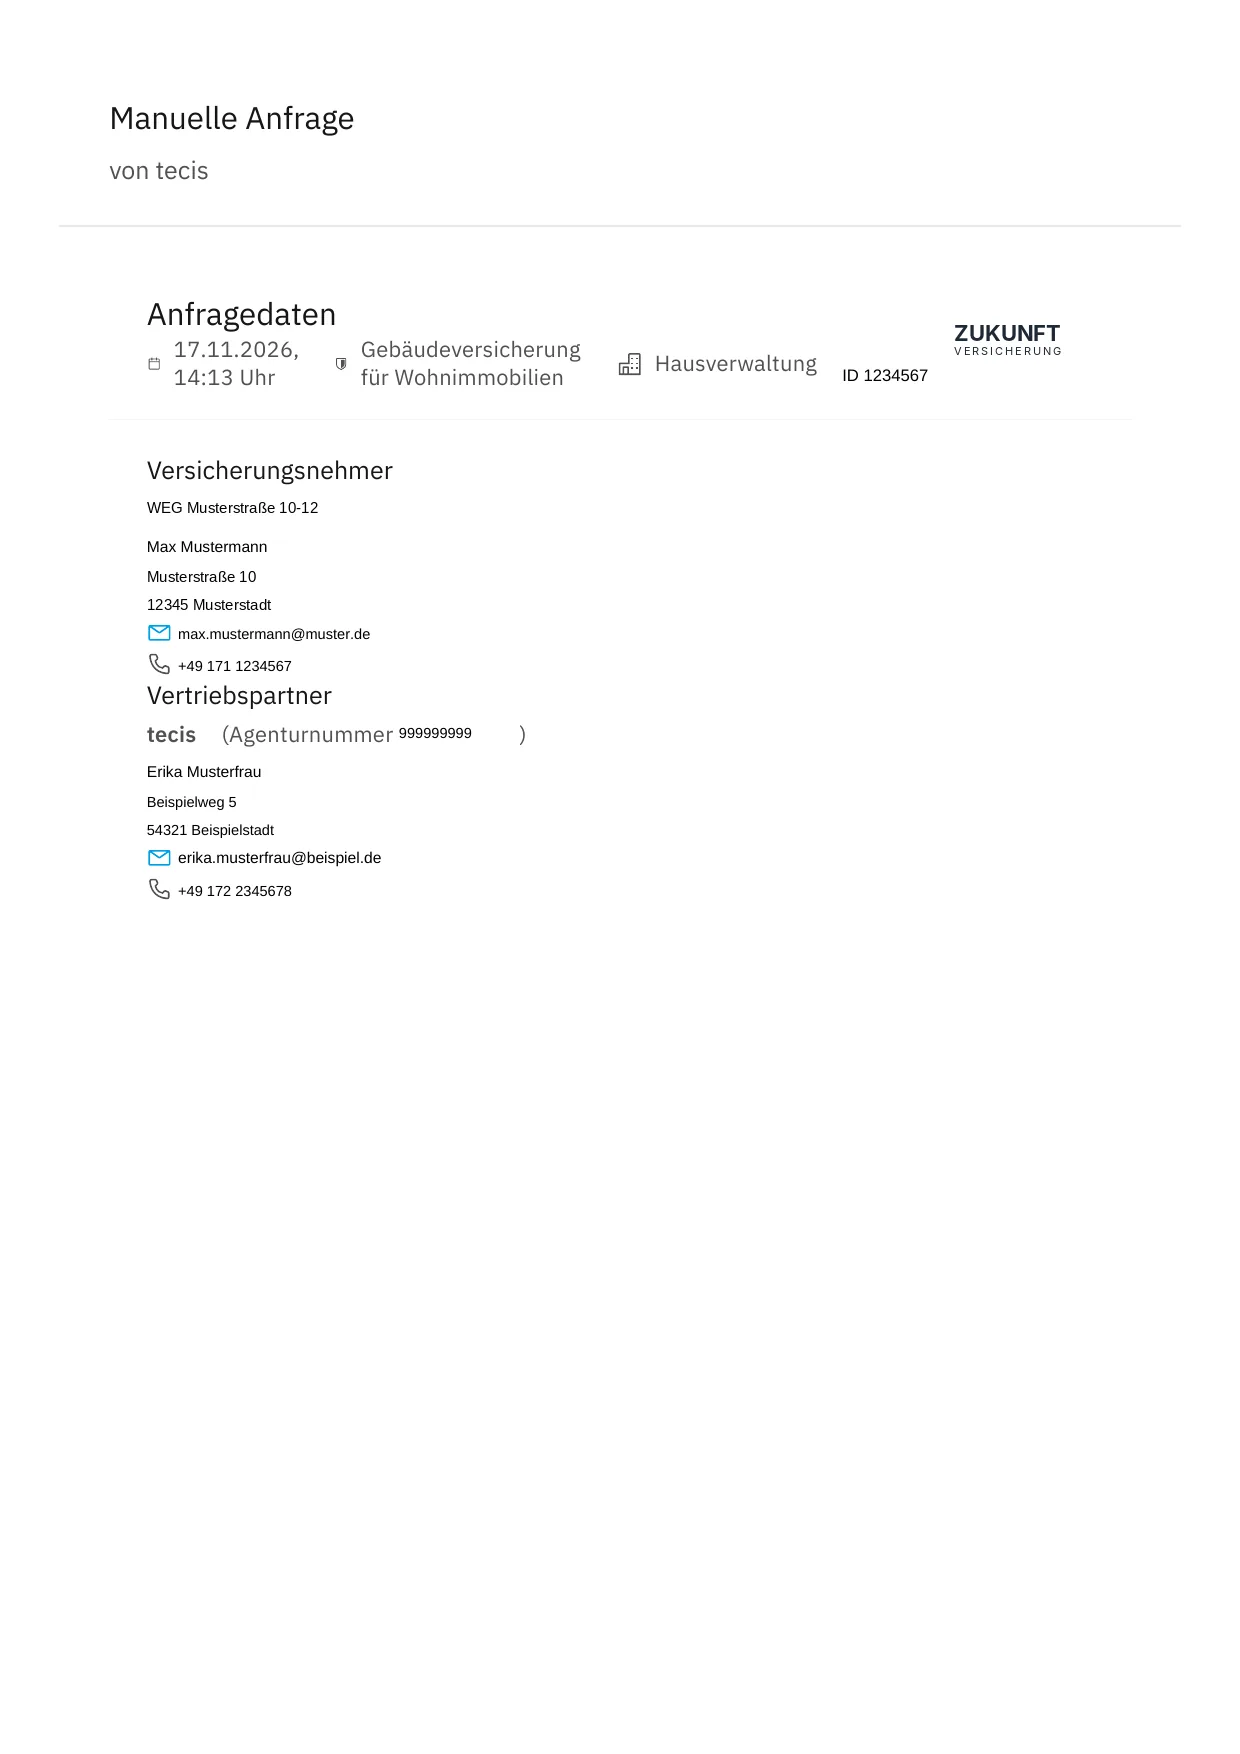 Manuelle Anfrage
von tecis
Anfragedaten
17.11.2026,
14:13 Uhr
Gebäudeversicherung
für Wohnimmobilien
Hausverwaltung
ID 1234567
ZUKUNFT
VERSICHERUNG
Versicherungsnehmer
WEG Musterstraße 10-12
Max Mustermann
Musterstraße 10
12345 Musterstadt
max.mustermann@muster.de
+49 171 1234567
Vertriebspartner
tecis (Agenturnummer 999999999 )
Erika Musterfrau
Beispielweg 5
54321 Beispielstadt
erika.musterfrau@beispiel.de
+49 172 2345678